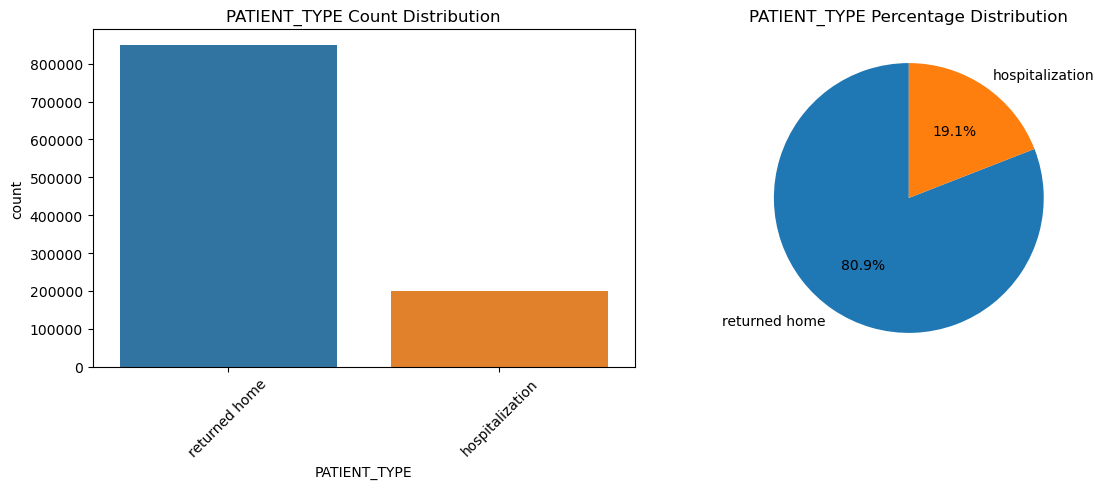 PATIENT_TYPE Count Distribution
count
800000
700000
600000
500000
400000
300000
200000
100000
0
returned home
hospitalization
PATIENT_TYPE
PATIENT_TYPE Percentage Distribution
hospitalization
19.1%
80.9%
returned home